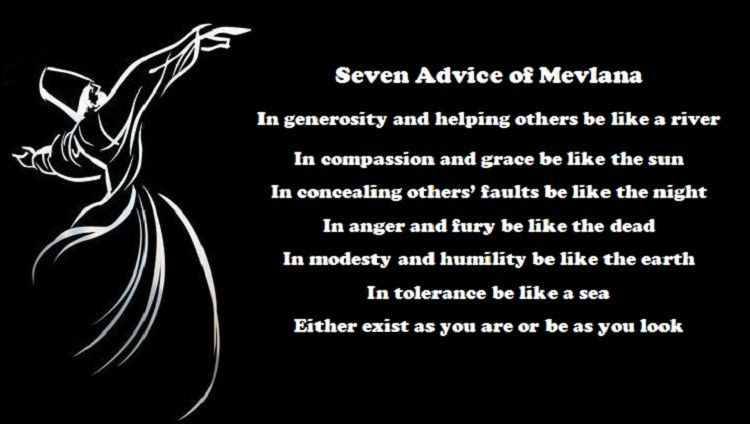 Seven Advice of Mevlana
In generosity and helping others be like a river
In compassion and grace be like the sun
In concealing others' faults be like the night
In anger and fury be like the dead
In modesty and humility be like the earth
In tolerance be like a sea
Either exist as you are or be as you look